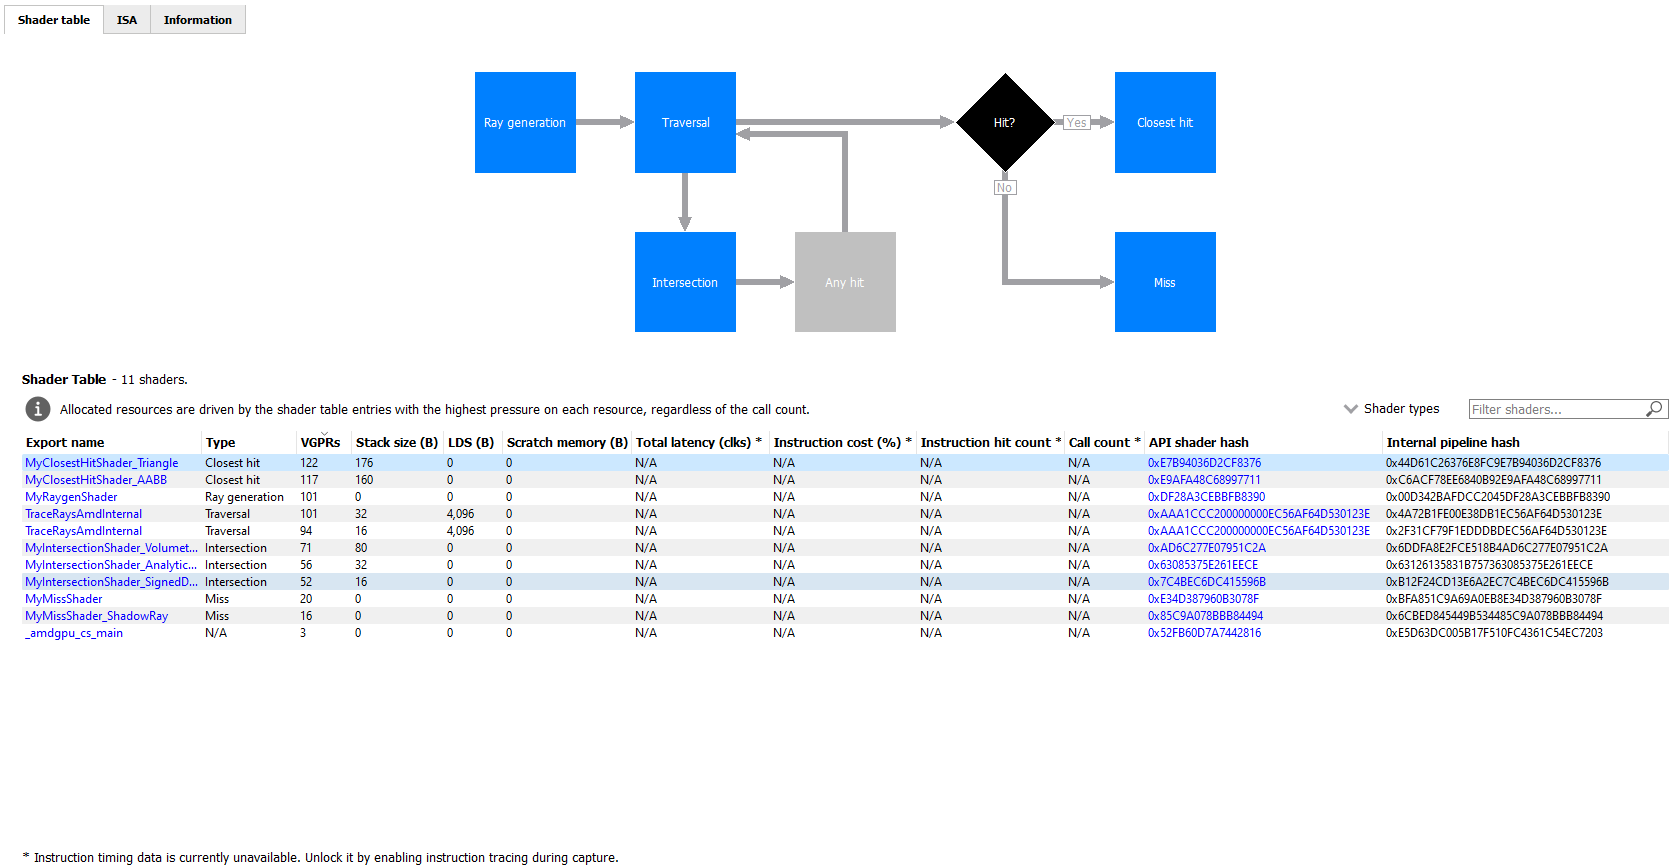 Shader table ISA Information
Ray generation Traversal Hit? Yes Closest hit
No
Intersection Any hit Miss
Shader Table - 11 shaders.
i Allocated resources are driven by the shader table entries with the highest pressure on each resource, regardless of the call count. Shader types Filter shaders...
Export name Type VGPRs Stack size (B) LDS (B) Scratch memory (B) Total latency (clks) * Instruction cost (%) * Instruction hit count * Call count * API shader hash Internal pipeline hash
MyClosestHitShader_Triangle Closest hit 122 176 0 0 N/A N/A N/A N/A 0xE7B94036D2CF8376 0x44D61C26376E8FC9E7B94036D2CF8376
MyClosestHitShader_AABB Closest hit 117 160 0 0 N/A N/A N/A N/A 0xE9AFA48C68997711 0xC6ACF78EE6840B92E9AFA48C68997711
MyRaygenShader Ray generation 101 0 0 0 N/A N/A N/A N/A 0xDF28A3CEBBFB8390 0x00D342BAFDCC2045DF28A3CEBBFB8390
TraceRaysAmdInternal Traversal 101 32 4,096 0 N/A N/A N/A N/A 0xAAA1CCC200000000EC56AF64D530123E 0x4A72B1FE00E38DB1EC56AF64D530123E
TraceRaysAmdInternal Traversal 94 16 4,096 0 N/A N/A N/A N/A 0xAAA1CCC200000000EC56AF64D530123E 0x2F31CF79F1EDDDBDEC56AF64D530123E
MyIntersectionShader_Volumet... Intersection 71 80 0 0 N/A N/A N/A N/A 0xAD6C277E07951C2A 0x6DDFA8E2FCE518B4AD6C277E07951C2A
MyIntersectionShader_Analytic... Intersection 56 32 0 0 N/A N/A N/A N/A 0x63085375E261EECE 0x63126135831B757363085375E261EECE
MyIntersectionShader_SignedD... Intersection 52 16 0 0 N/A N/A N/A N/A 0x7C4BEC6DC415596B 0xB12F24CD13E6A2EC7C4BEC6DC415596B
MyMissShader Miss 20 0 0 0 N/A N/A N/A N/A 0xE34D387960B3078F 0xBFA851C9A69A0EB8E34D387960B3078F
MyMissShader_ShadowRay Miss 16 0 0 0 N/A N/A N/A N/A 0x85C9A078BBB84494 0x6CBED845449B534485C9A078BBB84494
_amdgpu_cs_main N/A 3 0 0 0 N/A N/A N/A N/A 0x52FB60D7A7442816 0xE5D63DC005B17F510FC4361C54EC7203
* Instruction timing data is currently unavailable. Unlock it by enabling instruction tracing during capture.